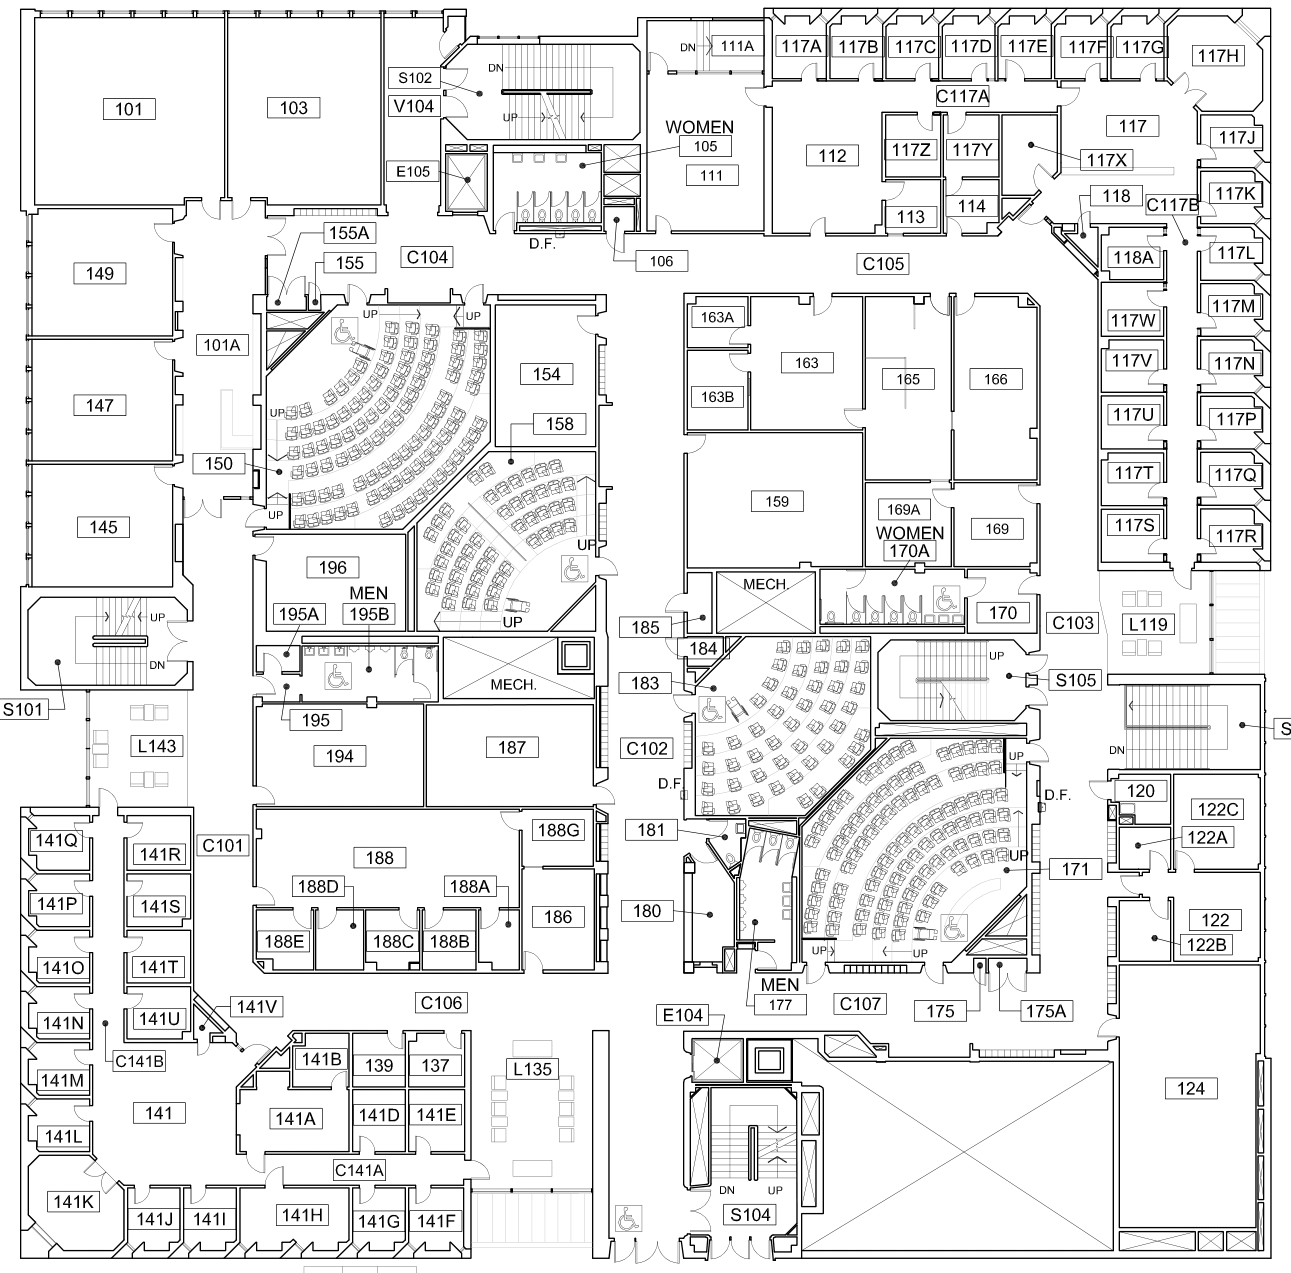 117A
117B
117C
117D
117E
117F
117G
DN
111A
117H
S102
DN
C117A
V104
101
103
UP
WOMEN
117
117J
105
112
117Z
117Y
117X
E105
111
117K
118
C117B
113
114
155A
D.F.
C104
106
C105
155
118A
117L
149
UP
UP
163A
117M
117W
101A
154
163
165
166
117V
117N
147
163B
UP
158
117U
117P
150
117T
117Q
159
169A
UP
145
WOMEN
170A
169
117S
117R
UP
196
MEN
MECH.
195A
195B
UP
170
C103
L119
UP
185
DN
184
UP
MECH.
183
S105
S101
195
L143
194
187
C102
UP
S
DN
D.F.
D.F.
120
122C
181
188G
141Q
C101
122A
141R
188
UP
171
188D
188A
141P
141S
180
186
122
188E
188C
188B
122B
UP
UP
141O
141T
MEN
177
C106
C107
175
175A
141V
141N
141U
E104
C141B
141B
139
137
L135
141M
124
141
141A
141D
141E
141L
C141A
DN
UP
141K
141J
141I
141H
141G
141F
S104